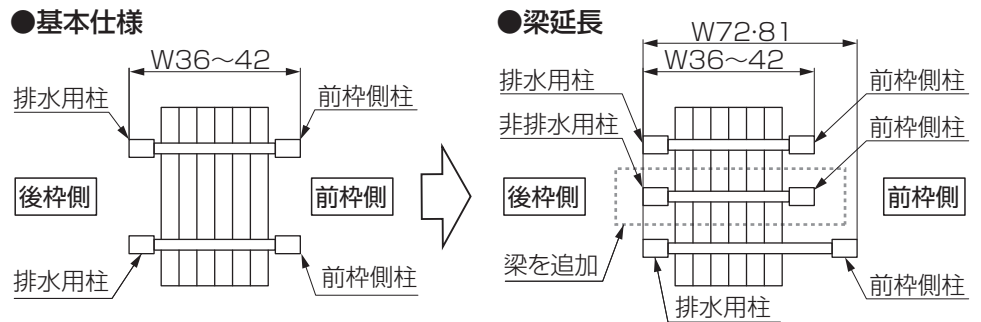 ●基本仕様
W36～42
排水用柱
前枠側柱
後枠側
前枠側
排水用柱
前枠側柱
●梁延長
W72·81
W36～42
排水用柱
前枠側柱
非排水用柱
前枠側柱
後枠側
前枠側
梁を追加
前枠側柱
排水用柱